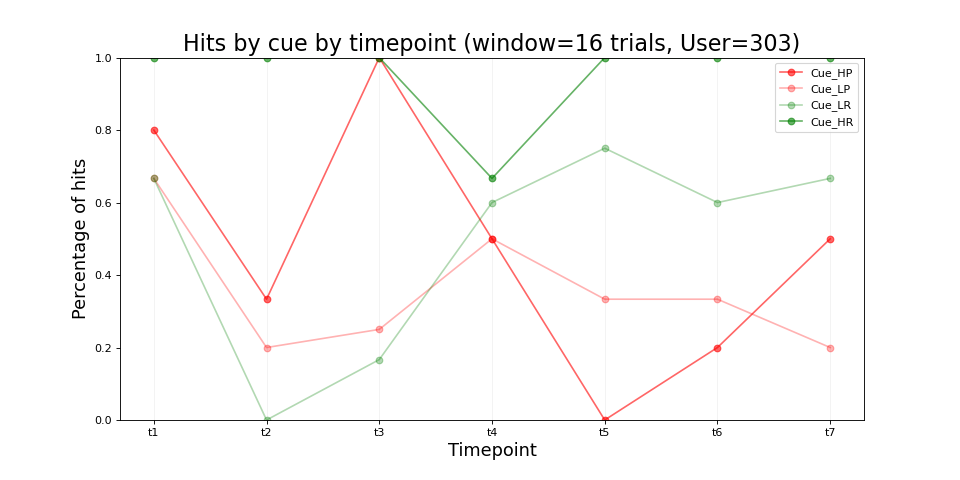 Hits by cue by timepoint (window=16 trials, User=303)
Percentage of hits
1.0
0.8
0.6
0.4
0.2
0.0
Cue_HP
Cue_LP
Cue_LR
Cue_HR
t1 t2 t3 t4 t5 t6 t7
Timepoint